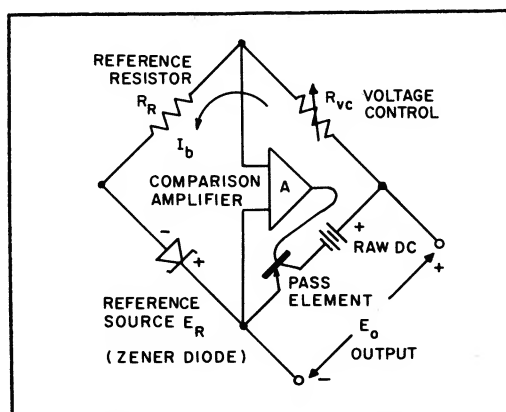 REFERENCE
RESISTOR
R_R
I_b
R_vc VOLTAGE
CONTROL
COMPARISON
AMPLIFIER
A
+
RAW DC
-
+
PASS
ELEMENT
+
REFERENCE
SOURCE E_R
(ZENER DIODE)
E_o
OUTPUT
-